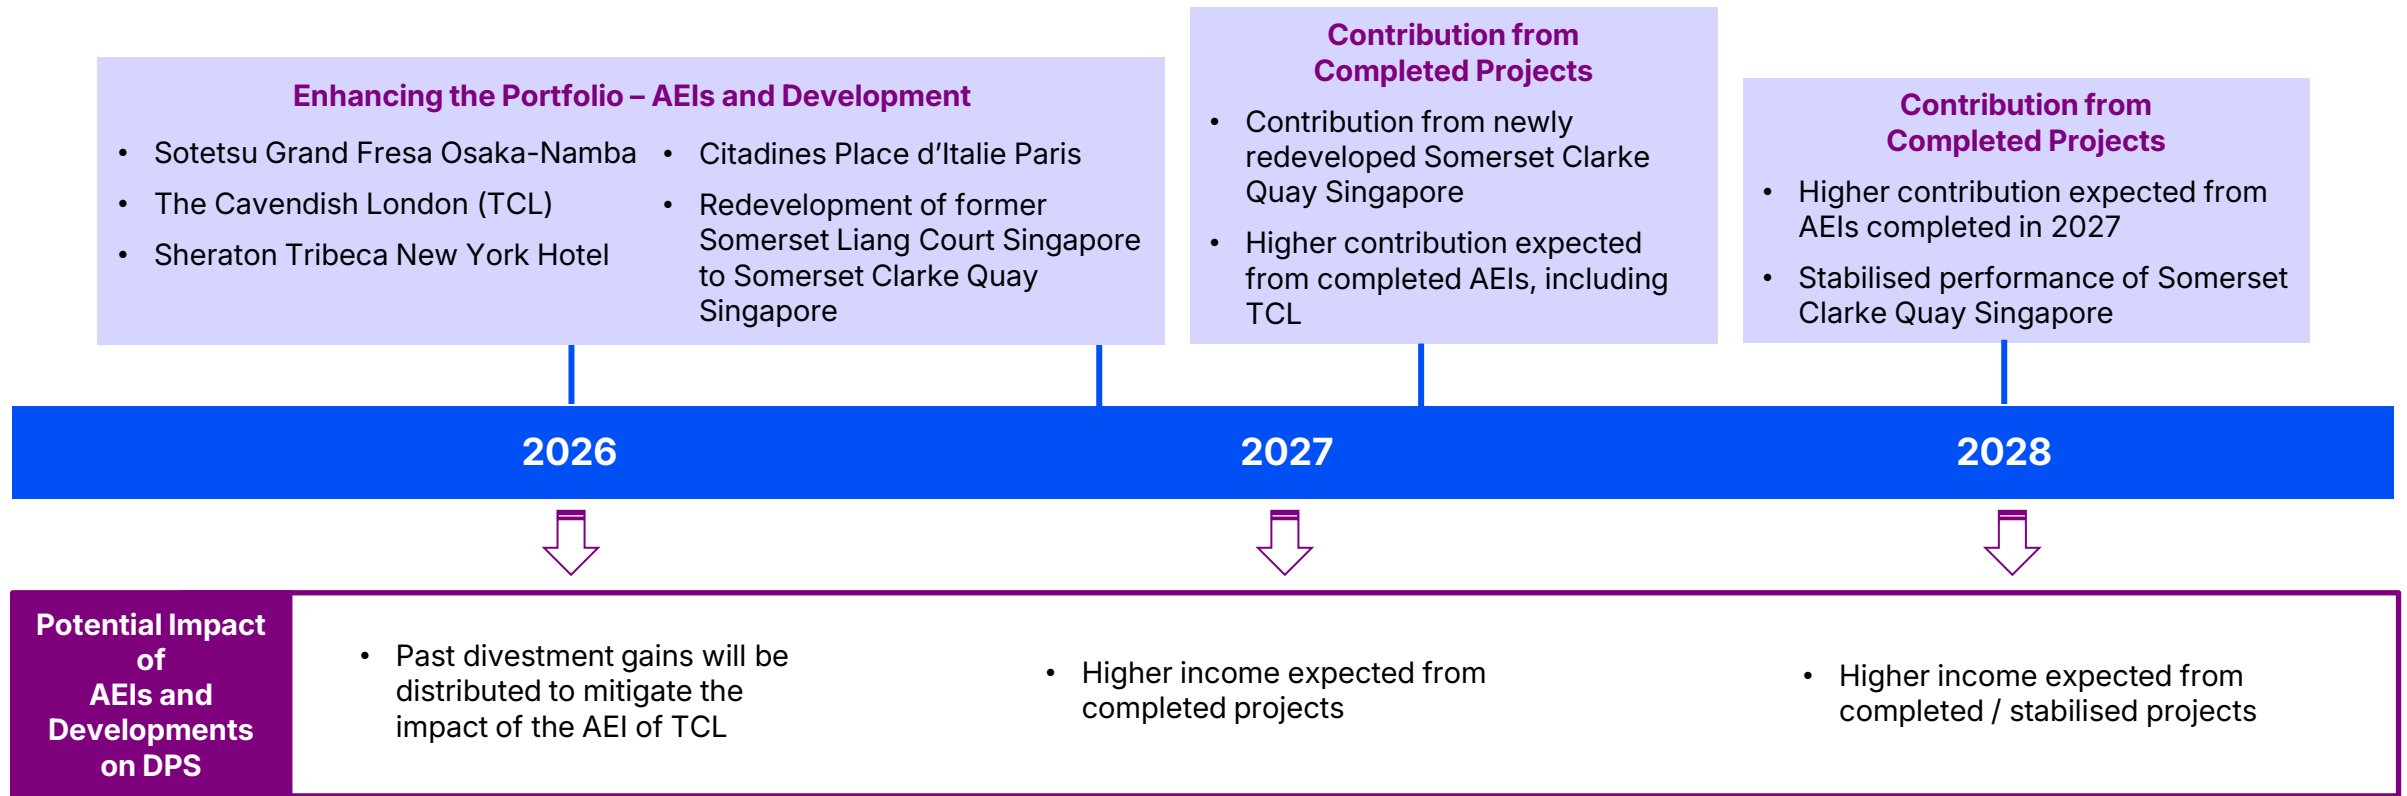 Enhancing the Portfolio – AEIs and Development
• Sotetsu Grand Fresa Osaka-Namba
• The Cavendish London (TCL)
• Sheraton Tribeca New York Hotel
• Citadines Place d’Italie Paris
• Redevelopment of former
Somerset Liang Court Singapore
to Somerset Clarke Quay
Singapore
Contribution from
Completed Projects
• Contribution from newly
redeveloped Somerset Clarke
Quay Singapore
• Higher contribution expected
from completed AEIs, including
TCL
Contribution from
Completed Projects
• Higher contribution expected from
AEIs completed in 2027
• Stabilised performance of Somerset
Clarke Quay Singapore
2026
2027
2028
Potential Impact
of
AEIs and
Developments
on DPS
• Past divestment gains will be
distributed to mitigate the
impact of the AEI of TCL
• Higher income expected from
completed projects
• Higher income expected from
completed / stabilised projects